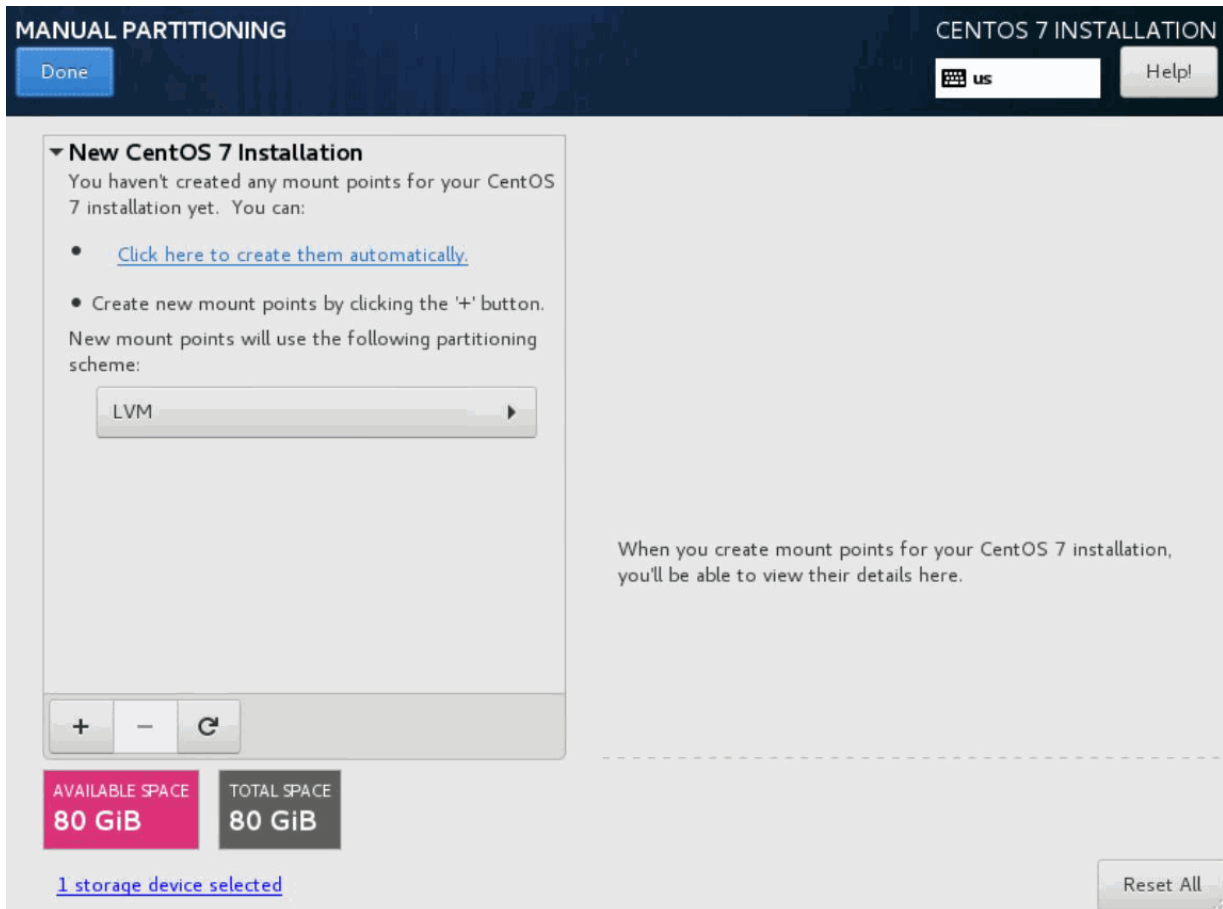 MANUAL PARTITIONING
CENTOS 7 INSTALLATION
Done
us
Help!
New CentOS 7 Installation
You haven't created any mount points for your CentOS
7 installation yet. You can:
• Click here to create them automatically.
• Create new mount points by clicking the '+' button.
New mount points will use the following partitioning
scheme:
LVM
When you create mount points for your CentOS 7 installation,
you'll be able to view their details here.
+ −
AVAILABLE SPACE
80 GiB
TOTAL SPACE
80 GiB
1 storage device selected
Reset All